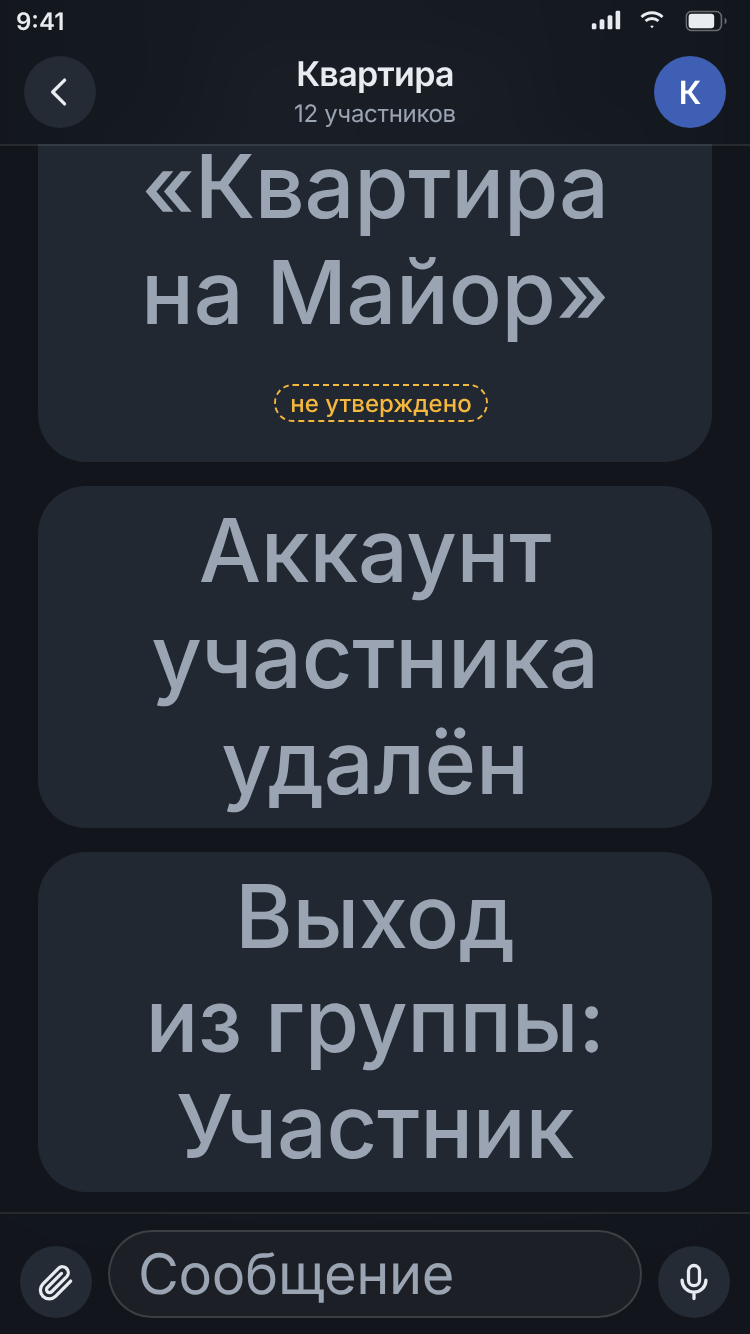 9:41
Квартира
12 участников
К
«Квартира
на Майор»
не утверждено
Аккаунт
участника
удалён
Выход
из группы:
Участник
Сообщение